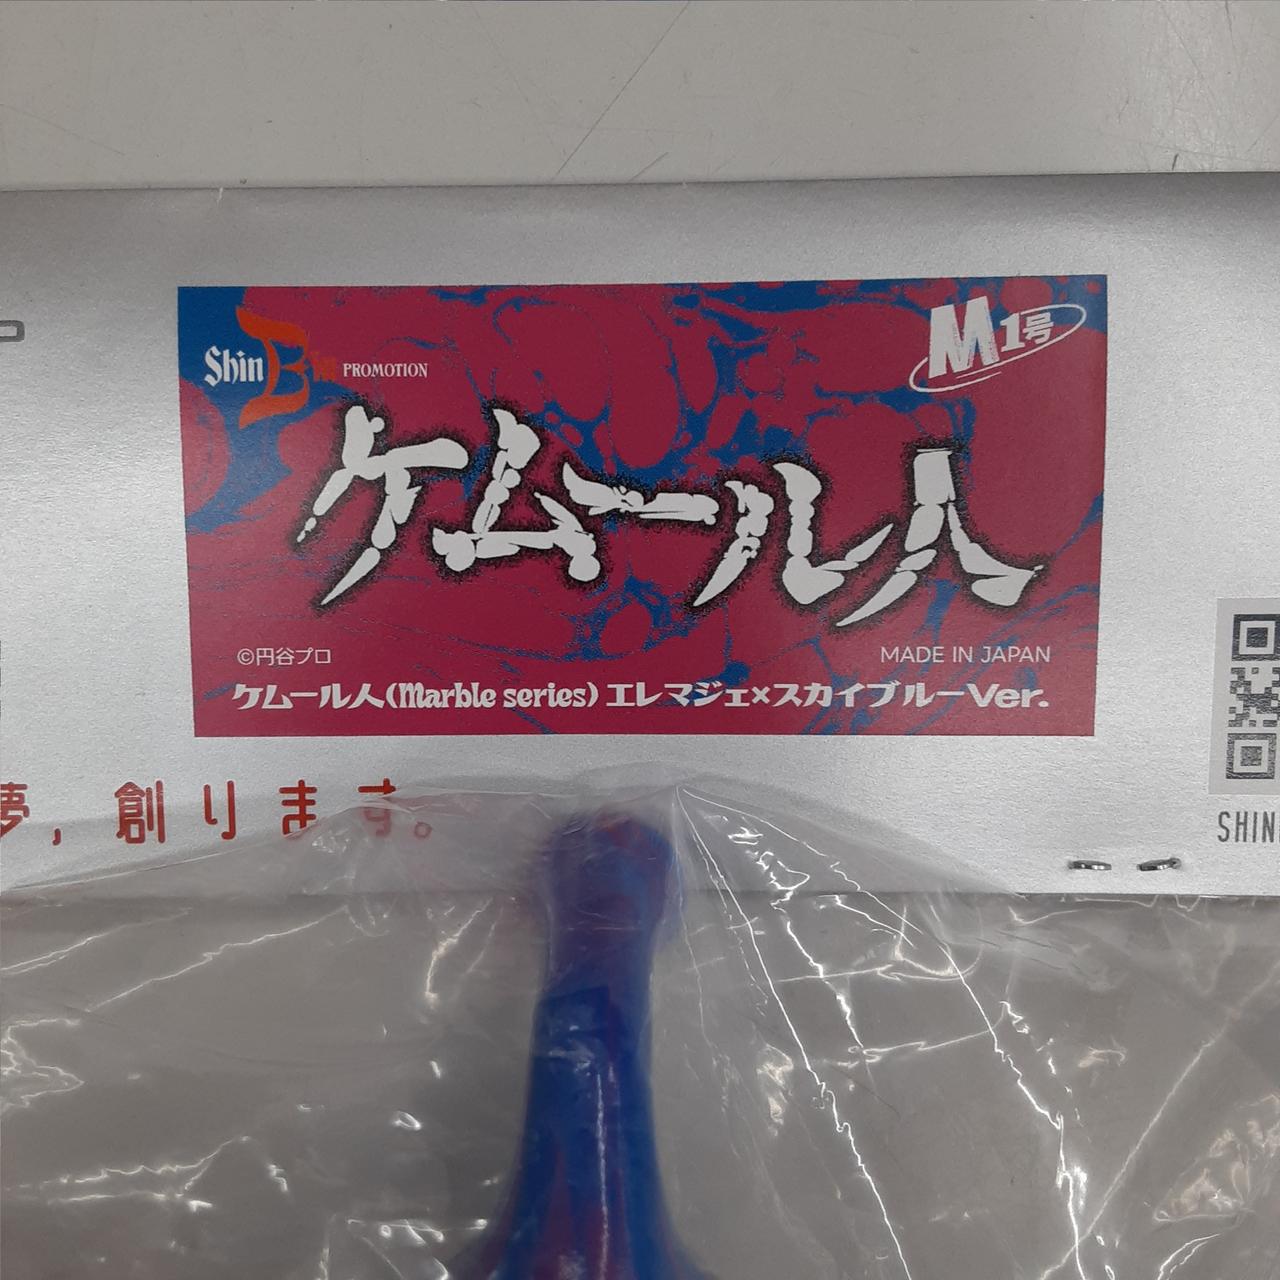 Shin Bin PROMOTION
M1号
ケムール人
©円谷プロ
MADE IN JAPAN
ケムール人(Marble series) エレマジェ×スカイブルーVer.
夢,創ります。
SHIN